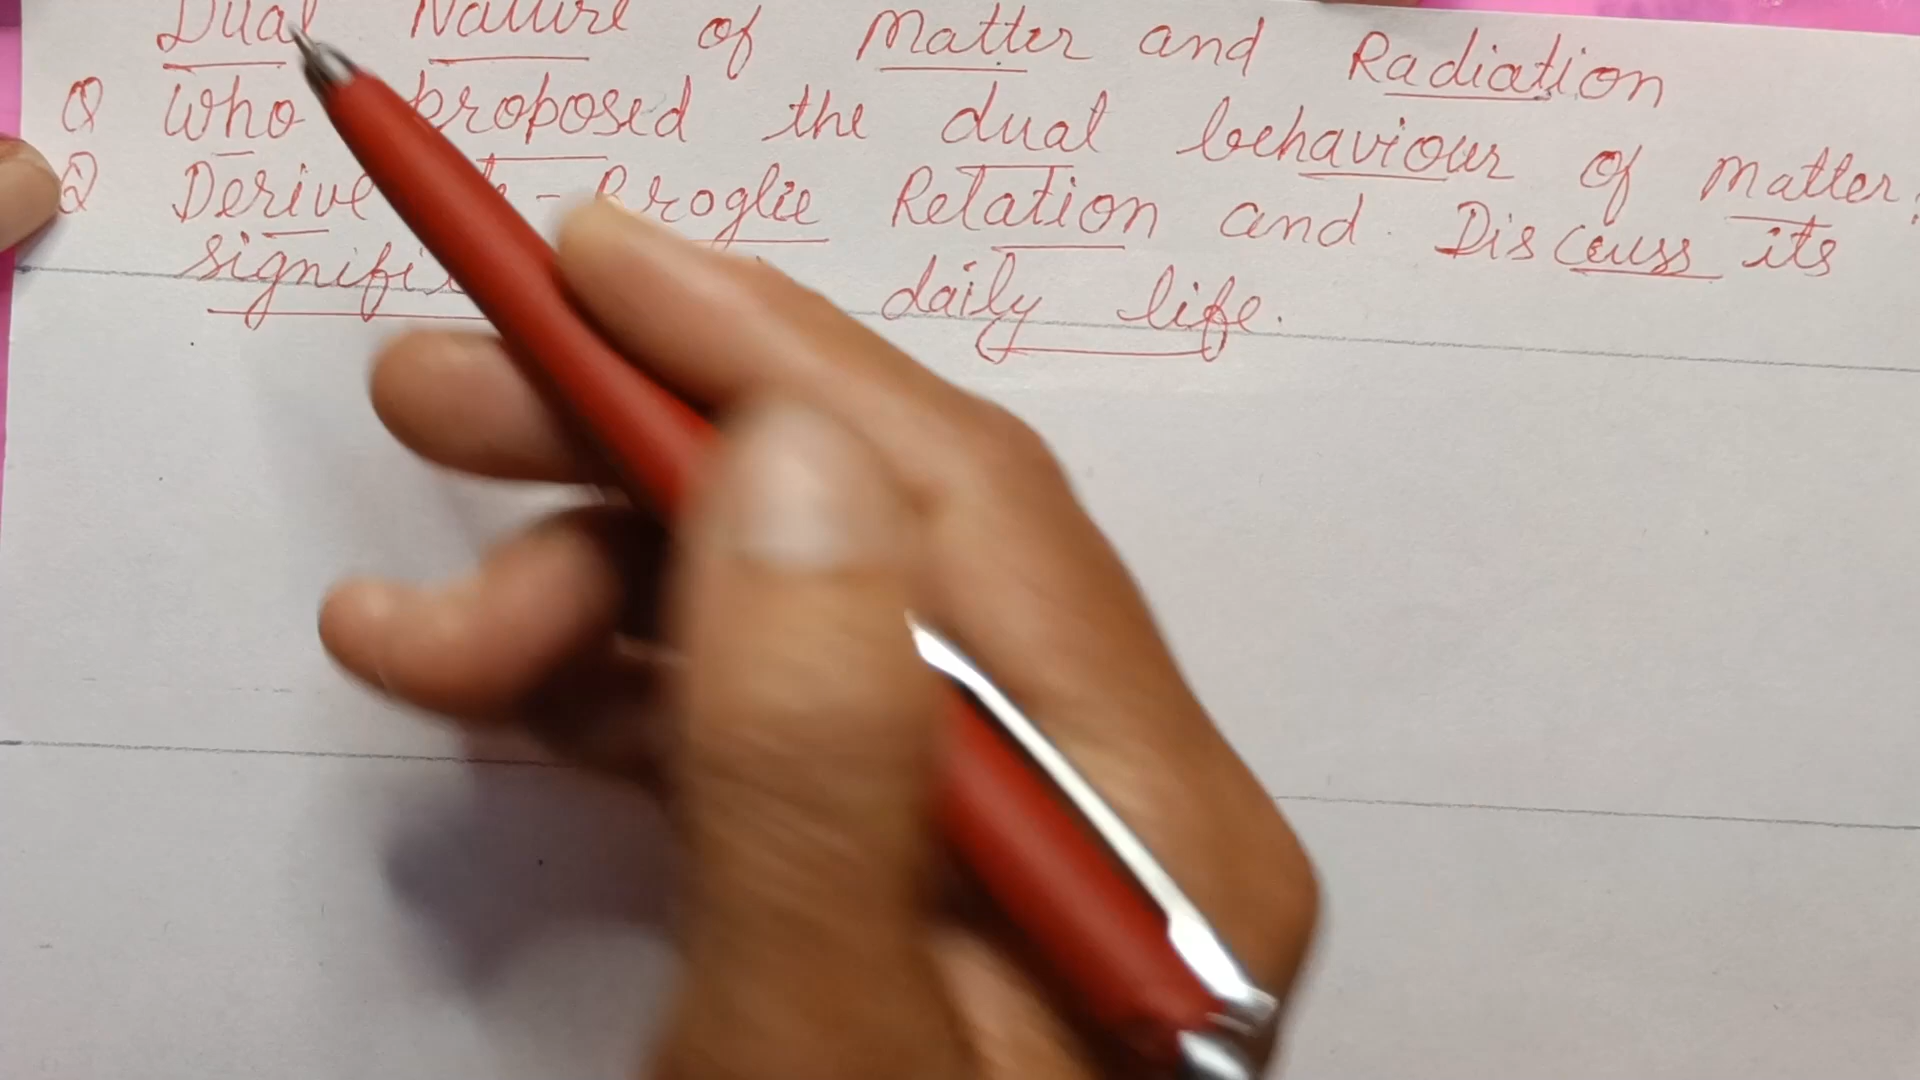 Dual Nature of Matter and Radiation
Q Who proposed the dual behaviour of matter?
Q Derive - Broglie Relation and Discuss its
daily life.